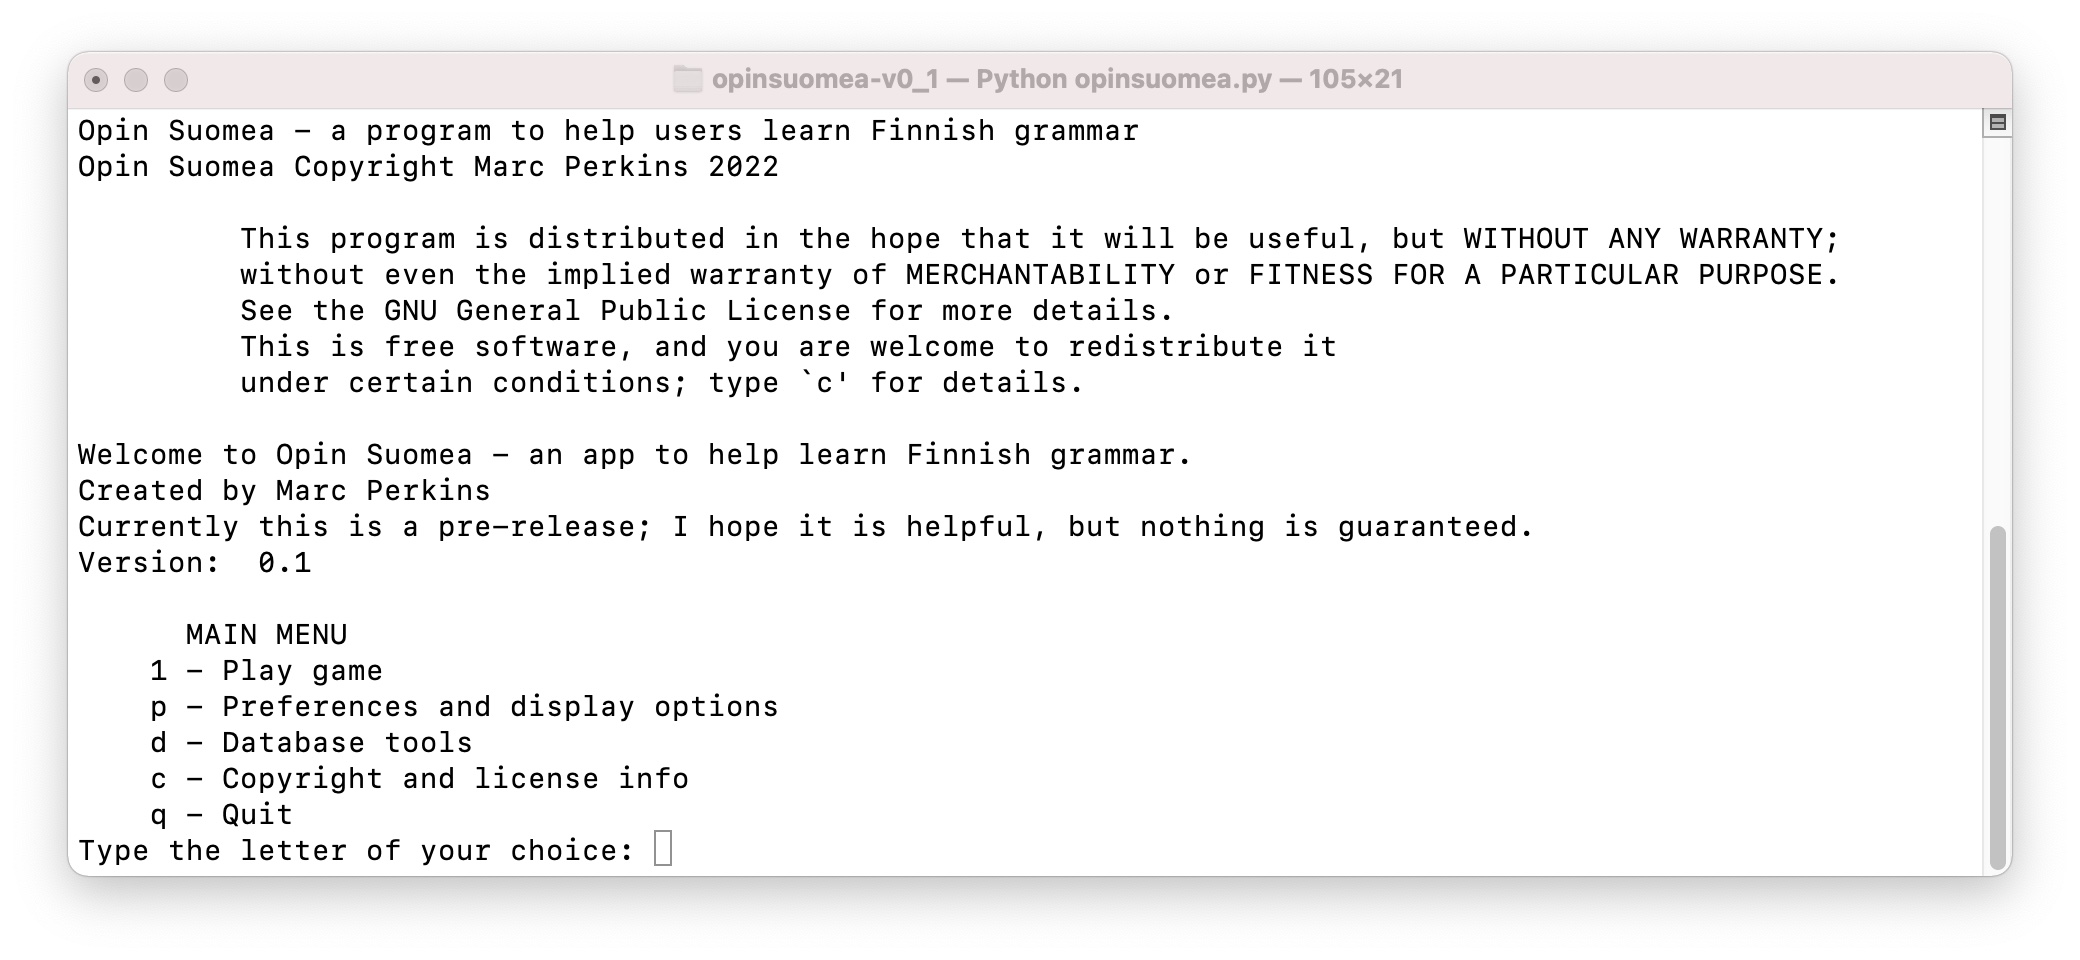 opinsuomea-v0_1 — Python opinsuomea.py — 105×21
Opin Suomea – a program to help users learn Finnish grammar
Opin Suomea Copyright Marc Perkins 2022
This program is distributed in the hope that it will be useful, but WITHOUT ANY WARRANTY;
without even the implied warranty of MERCHANTABILITY or FITNESS FOR A PARTICULAR PURPOSE.
See the GNU General Public License for more details.
This is free software, and you are welcome to redistribute it
under certain conditions; type `c' for details.
Welcome to Opin Suomea – an app to help learn Finnish grammar.
Created by Marc Perkins
Currently this is a pre-release; I hope it is helpful, but nothing is guaranteed.
Version:  0.1
MAIN MENU
1 – Play game
p – Preferences and display options
d – Database tools
c – Copyright and license info
q – Quit
Type the letter of your choice: